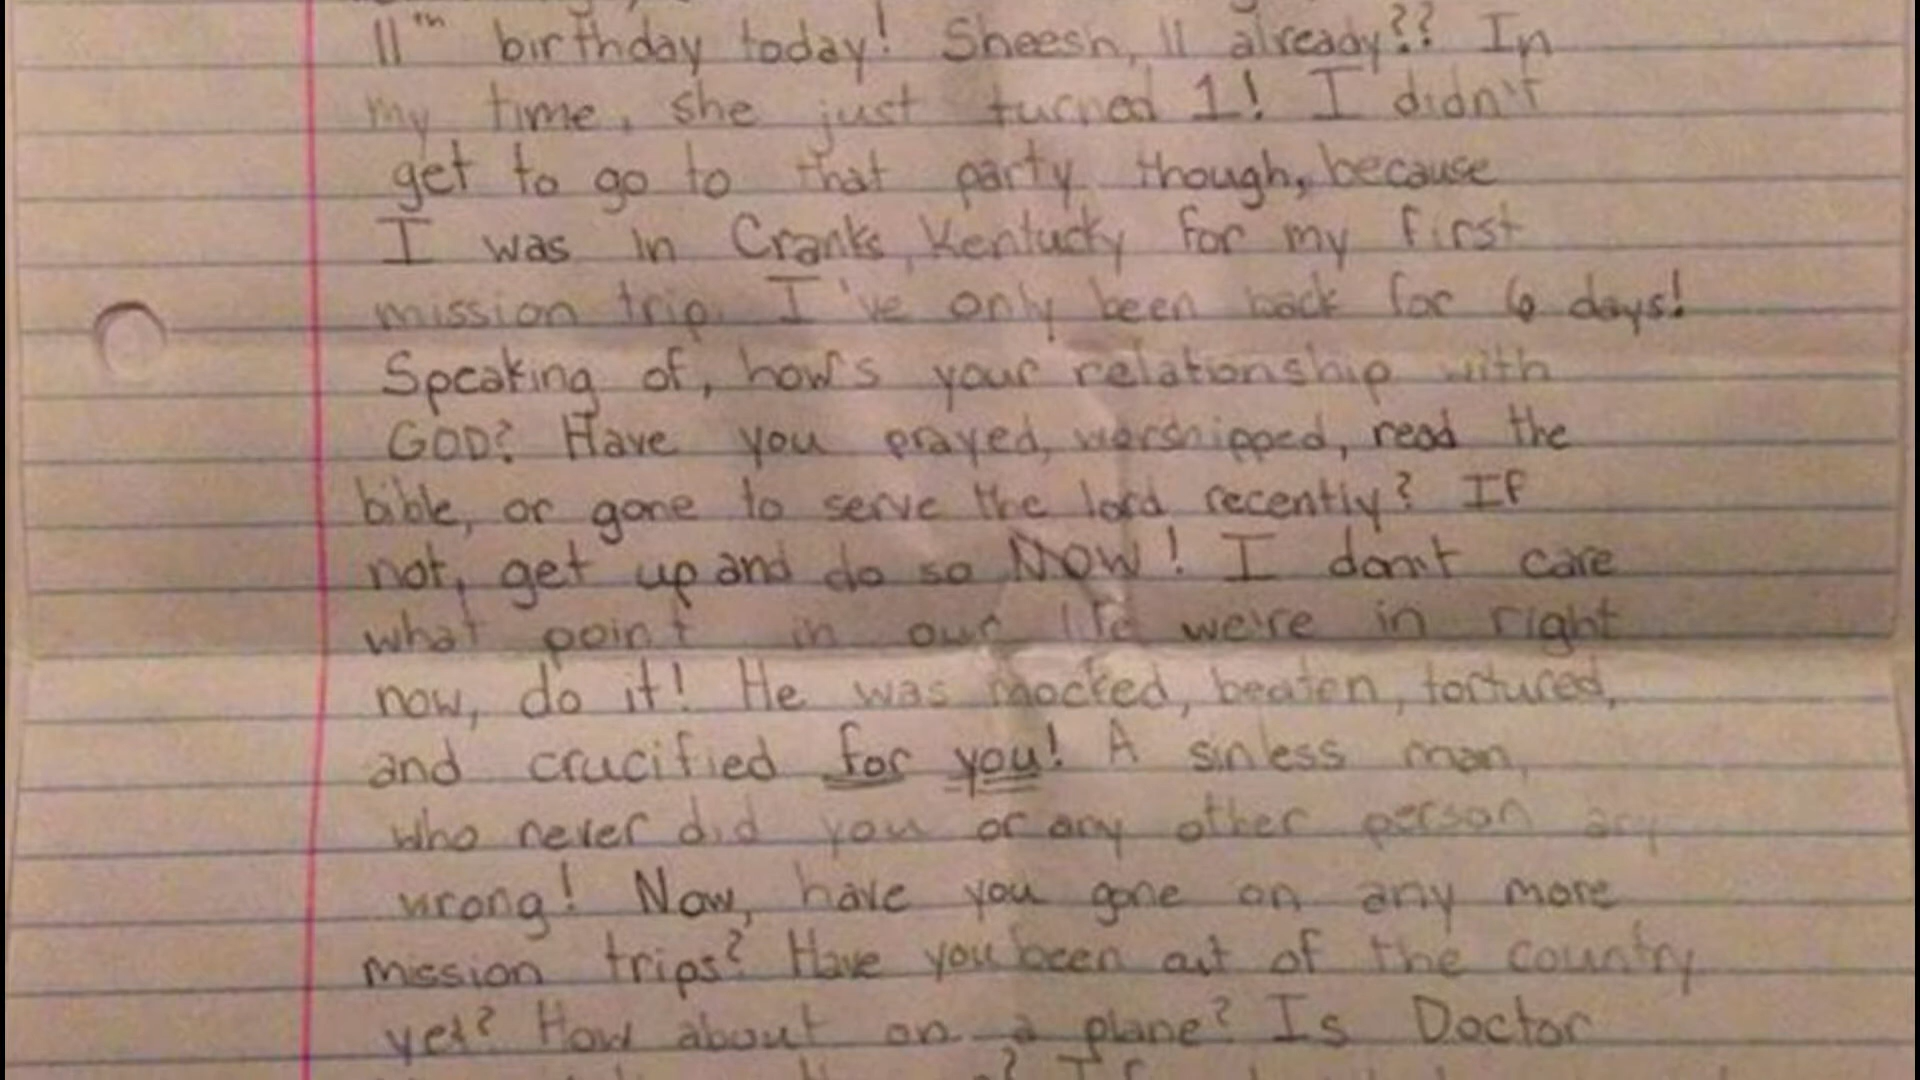 11th birthday today! Sheesh, 11 already?? In
my time, she just turned 1! I didn't
get to go to that party though, because
I was in Cranks, Kentucky for my first
mission trip. I've only been back for 6 days!
Speaking of, how's your relationship with
GOD? Have you prayed, worshipped, read the
bible, or gone to serve the lord recently? If
not, get up and do so NOW! I don't care
what point in our life we're in right
now, do it! He was mocked, beaten, tortured,
and crucified for you! A sinless man,
who never did you or any other person any
wrong! Now, have you gone on any more
mission trips? Have you been out of the country
yet? How about on a plane? Is Doctor